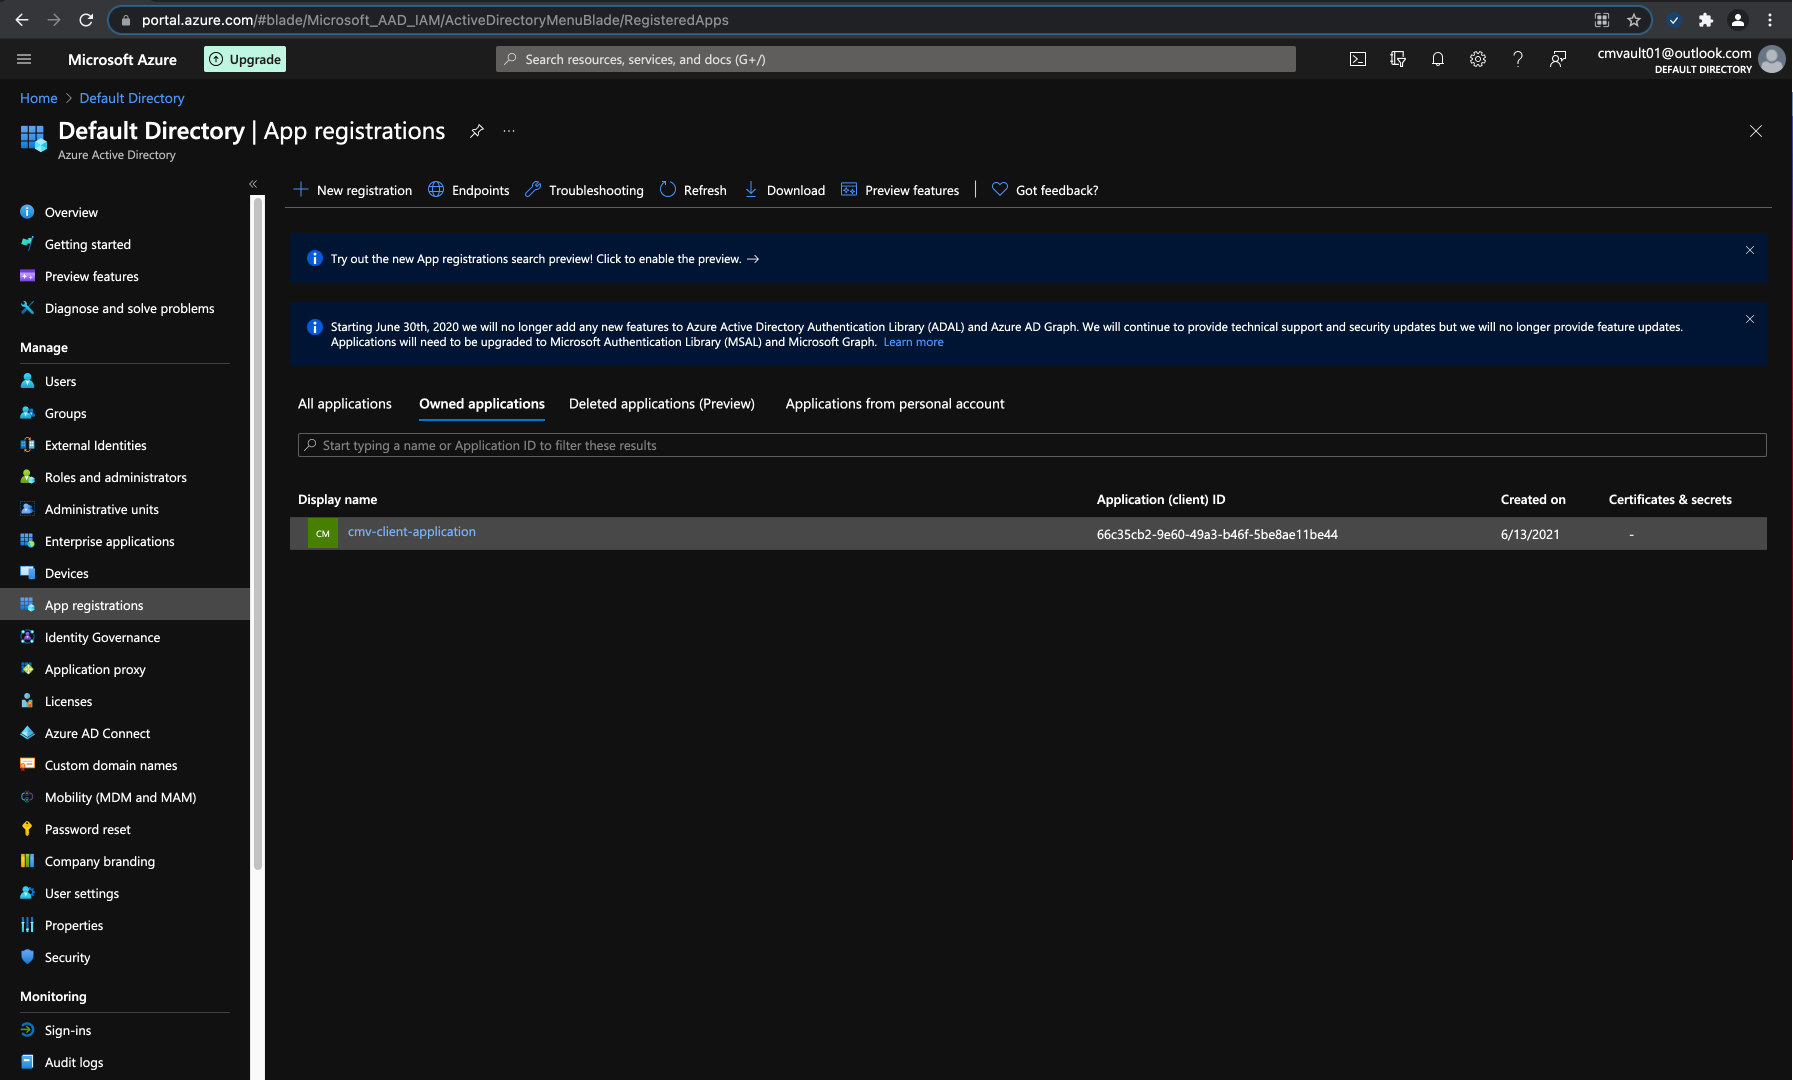 portal.azure.com/#blade/Microsoft_AAD_IAM/ActiveDirectoryMenuBlade/RegisteredApps
Microsoft Azure
Upgrade
Search resources, services, and docs (G+/)
cmvault01@outlook.com
DEFAULT DIRECTORY
Home > Default Directory
Default Directory | App registrations
...
Azure Active Directory
«
New registration
Endpoints
Troubleshooting
Refresh
Download
Preview features
Got feedback?
Overview
Getting started
Preview features
Diagnose and solve problems
Manage
Users
Groups
External Identities
Roles and administrators
Administrative units
Enterprise applications
Devices
App registrations
Identity Governance
Application proxy
Licenses
Azure AD Connect
Custom domain names
Mobility (MDM and MAM)
Password reset
Company branding
User settings
Properties
Security
Monitoring
Sign-ins
Audit logs
Try out the new App registrations search preview! Click to enable the preview. →
Starting June 30th, 2020 we will no longer add any new features to Azure Active Directory Authentication Library (ADAL) and Azure AD Graph. We will continue to provide technical support and security updates but we will no longer provide feature updates.
Applications will need to be upgraded to Microsoft Authentication Library (MSAL) and Microsoft Graph. Learn more
All applications
Owned applications
Deleted applications (Preview)
Applications from personal account
Start typing a name or Application ID to filter these results
Display name
Application (client) ID
Created on
Certificates & secrets
CM
cmv-client-application
66c35cb2-9e60-49a3-b46f-5be8ae11be44
6/13/2021
-